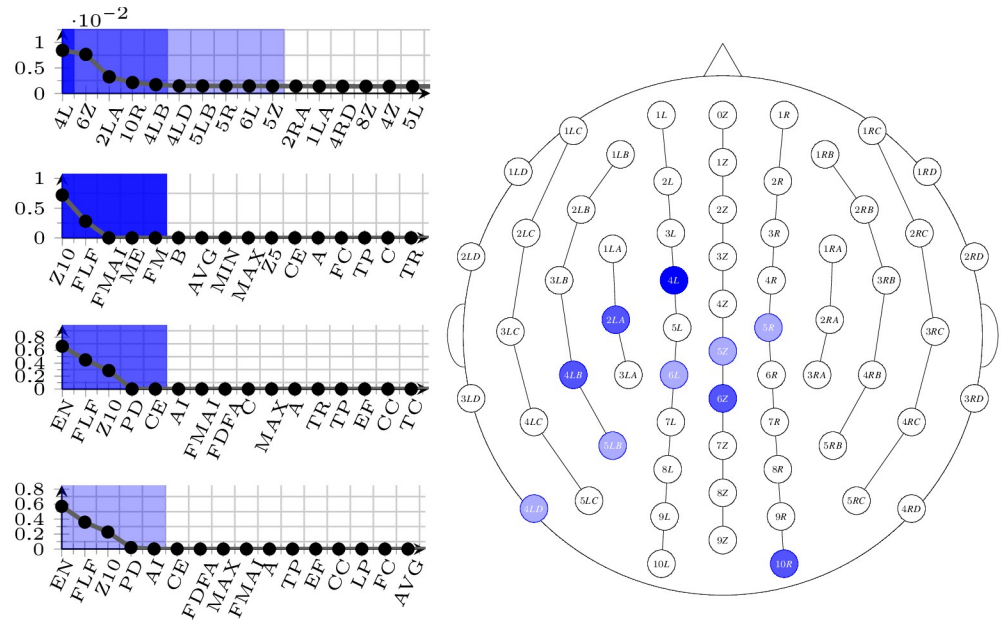 ·10⁻²
1
0.5
0
4L 6Z 2LA 10R 4LB 4LD 5LB 5R 6L 5Z 2RA 1LA 4RD 8Z 4Z 5L
1
0.5
0
Z10 FLF FMAI ME FM B AVG MIN MAX Z5 CE A FC TP C TR
0.8
0.6
0.4
0.2
0
EN FLF Z10 PD CE AI FMAI FDFA C MAX A TR TP EF CC TC
0.8
0.6
0.4
0.2
0
EN FLF Z10 PD AI CE FDFA MAX FMAI A TP EF CC LP FC AVG
1L 0Z 1R
1LC 1RC
1LB 1Z 1RB
1LD 1RD
2L 2R
2LB 2Z 2RB
2LC 3L 3R 2RC
1LA 1RA
2LD 3Z 2RD
3LB 4L 4R 3RB
4Z
2LA 2RA
3LC 5L 5R 3RC
5Z
4LB 3LA 6L 6R 3RA 4RB
3LD 6Z 3RD
4LC 7L 7R 4RC
5LB 7Z 5RB
8L 8R
8Z
5LC 5RC
4LD 4RD
9L 9R
9Z
10L 10R